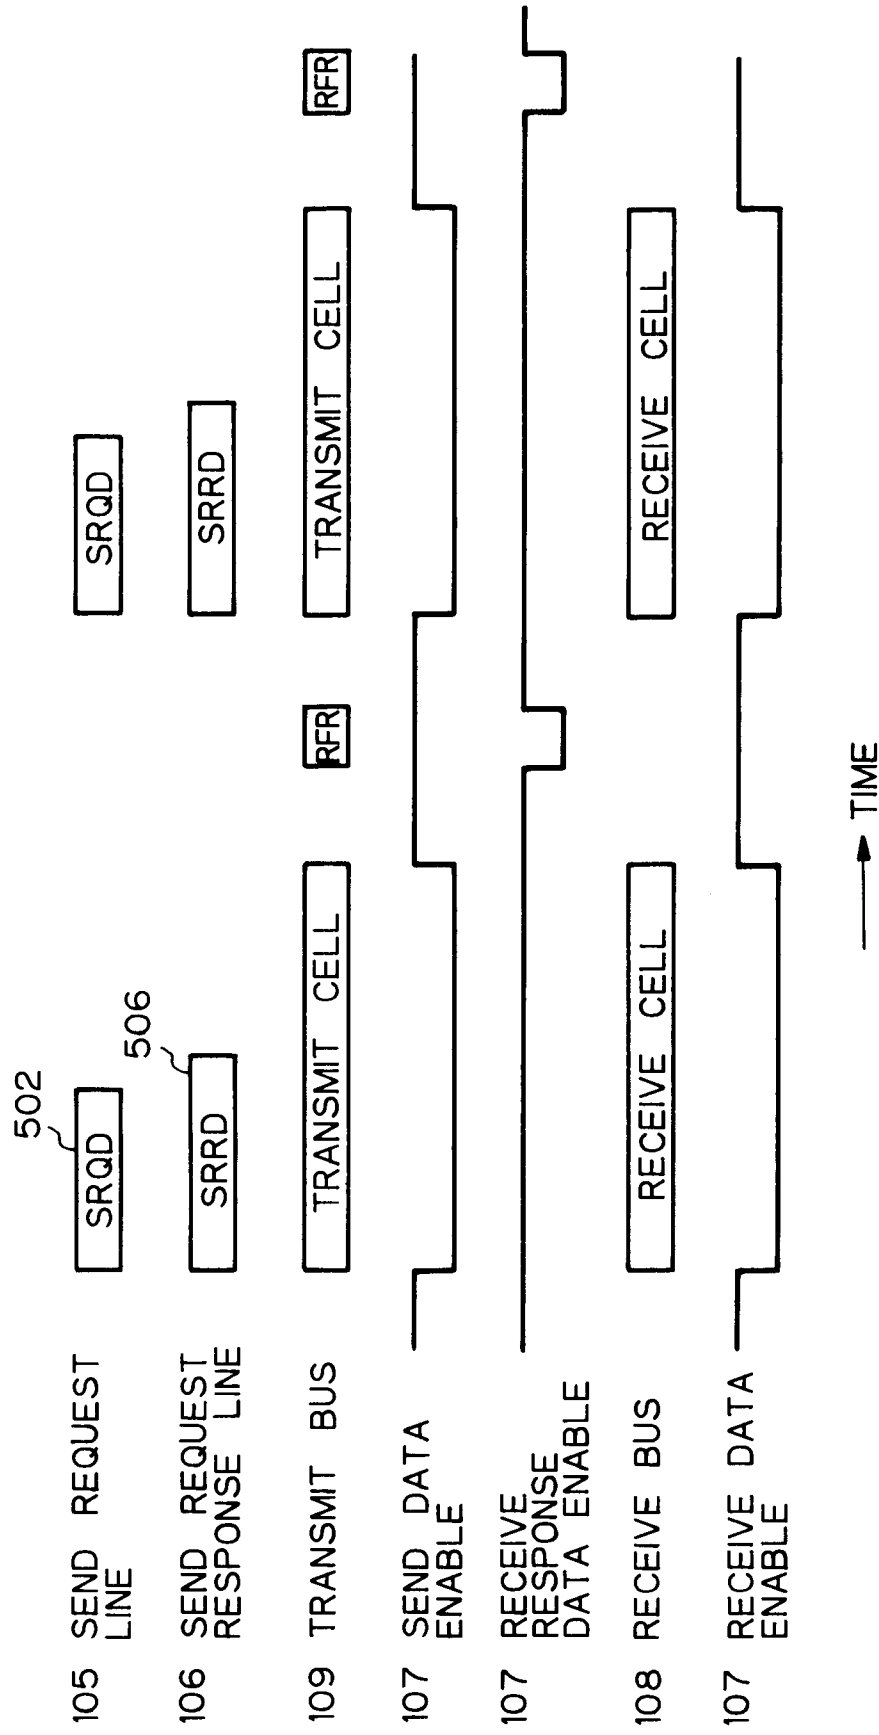 105 SEND REQUEST
LINE
502
SRQD
SRQD
106 SEND REQUEST
RESPONSE LINE
506
SRRD
SRRD
109 TRANSMIT BUS
TRANSMIT CELL
RFR
TRANSMIT CELL
RFR
107 SEND DATA
ENABLE
107 RECEIVE
RESPONSE
DATA ENABLE
108 RECEIVE BUS
RECEIVE CELL
RECEIVE CELL
107 RECEIVE DATA
ENABLE
TIME